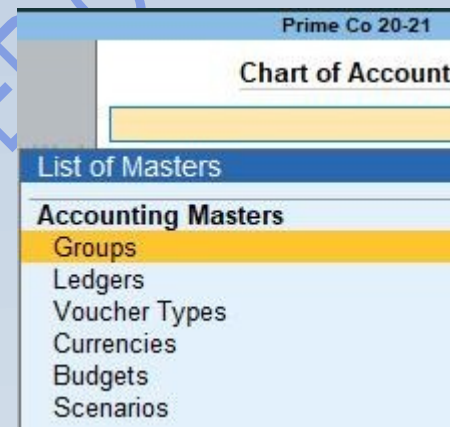 Prime Co 20-21
Chart of Account
List of Masters
Accounting Masters
Groups
Ledgers
Voucher Types
Currencies
Budgets
Scenarios